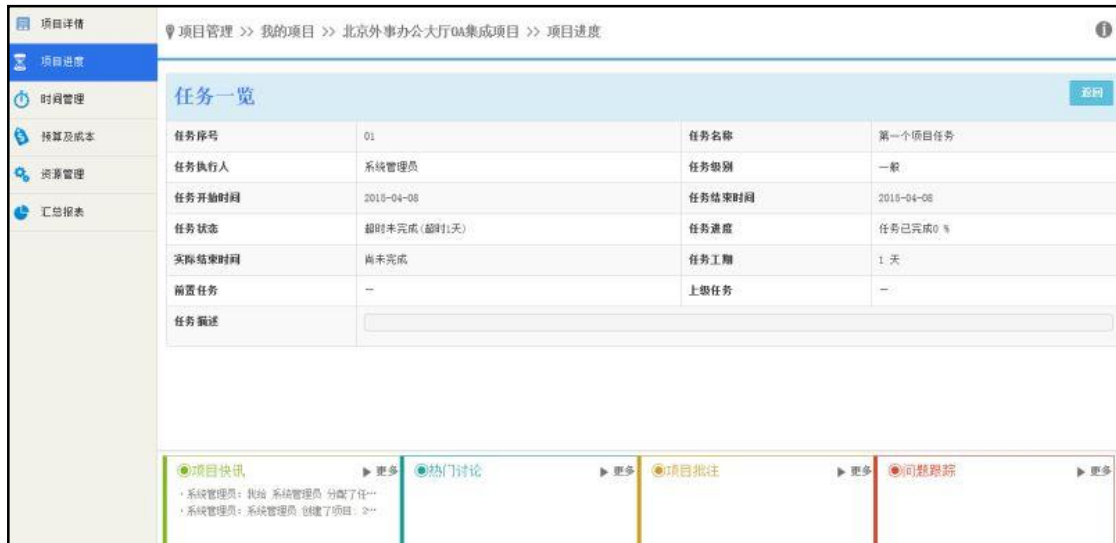 项目详情
项目管理 >> 我的项目 >> 北京外事办公大厅OA集成项目 >> 项目进度
项目进度
时间管理
预算及成本
资源管理
汇总报表
任务一览 返回
任务序号 01 任务名称 第一个项目任务
任务执行人 系统管理员 任务级别 一般
任务开始时间 2015-04-08 任务结束时间 2015-04-08
任务状态 超时未完成(超时1天) 任务进度 任务已完成0 %
实际结束时间 尚未完成 任务工期 1 天
前置任务 — 上级任务 —
任务描述
项目快讯 ▶ 更多 热门讨论 ▶ 更多 项目批注 ▶ 更多 问题跟踪 ▶ 更多
· 系统管理员: 我给 系统管理员 分配了任…
· 系统管理员: 系统管理员 创建了项目: 2…